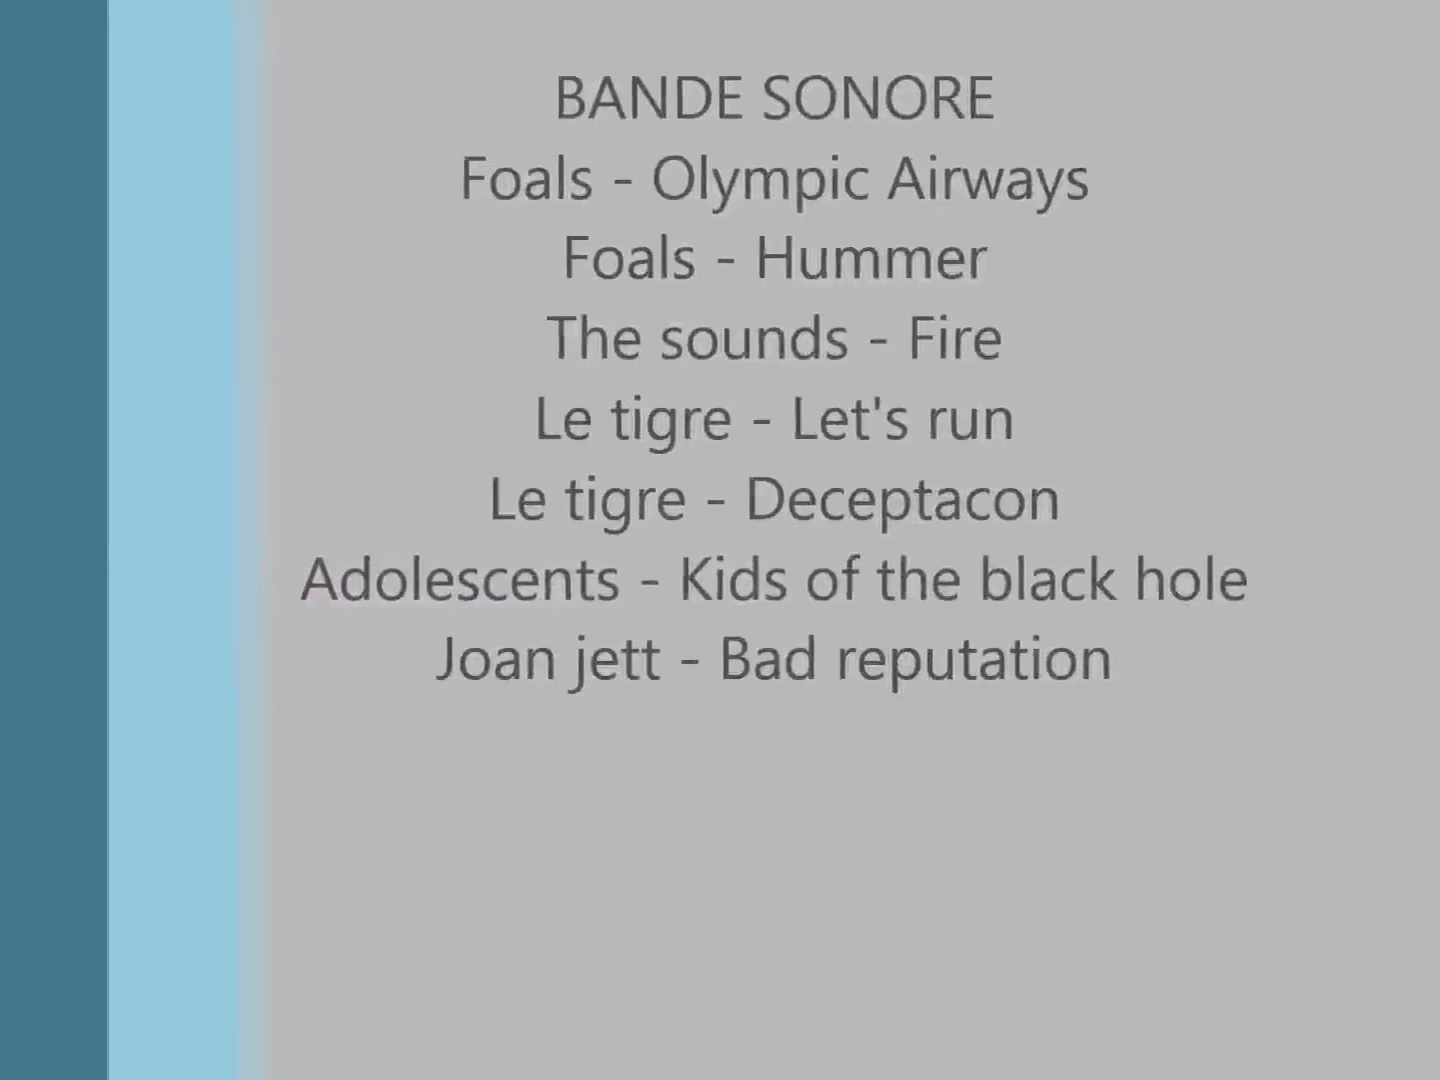 BANDE SONORE
Foals - Olympic Airways
Foals - Hummer
The sounds - Fire
Le tigre - Let's run
Le tigre - Deceptacon
Adolescents - Kids of the black hole
Joan jett - Bad reputation